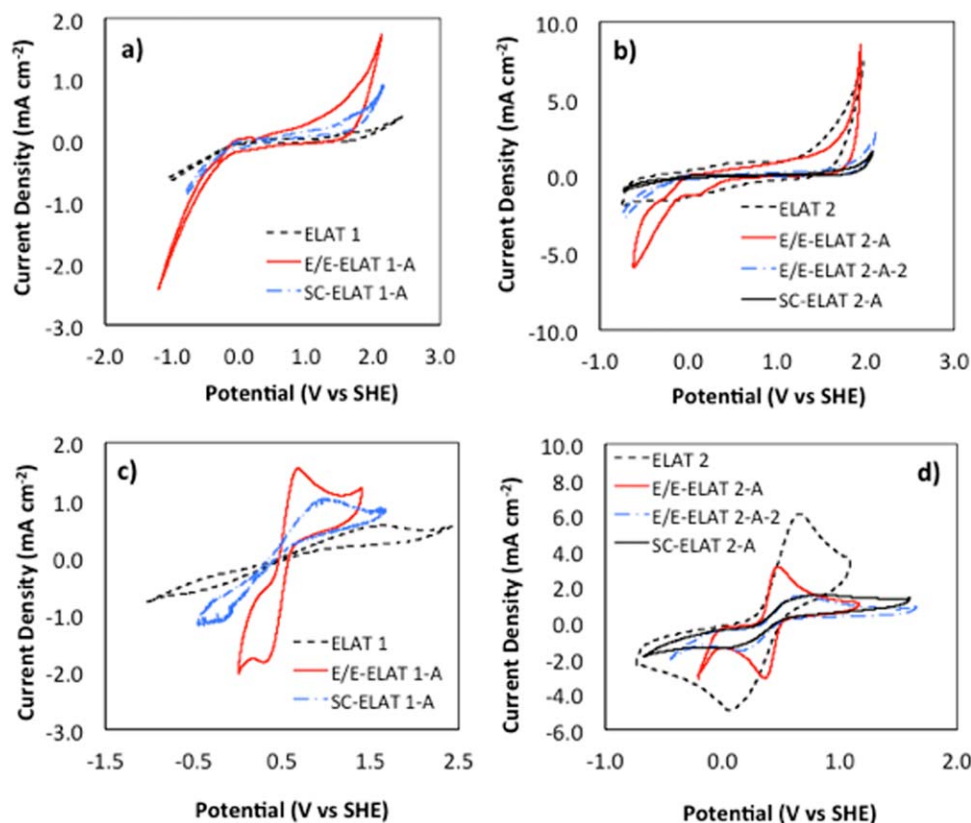 a)
2.0
1.0
0.0
-1.0
-2.0
-3.0
Current Density (mA cm-2)
ELAT 1
E/E-ELAT 1-A
SC-ELAT 1-A
-2.0 -1.0 0.0 1.0 2.0 3.0
Potential (V vs SHE)
b)
10.0
5.0
0.0
-5.0
-10.0
Current Density (mA cm-2)
ELAT 2
E/E-ELAT 2-A
E/E-ELAT 2-A-2
SC-ELAT 2-A
-1.0 0.0 1.0 2.0 3.0
Potential (V vs SHE)
c)
2.0
1.0
0.0
-1.0
-2.0
-3.0
Current Density (mA cm-2)
ELAT 1
E/E-ELAT 1-A
SC-ELAT 1-A
-1.5 -0.5 0.5 1.5 2.5
Potential (V vs SHE)
d)
10.0
8.0
6.0
4.0
2.0
0.0
-2.0
-4.0
-6.0
Current Density (mA cm-2)
ELAT 2
E/E-ELAT 2-A
E/E-ELAT 2-A-2
SC-ELAT 2-A
-1.0 0.0 1.0 2.0
Potential (V vs SHE)